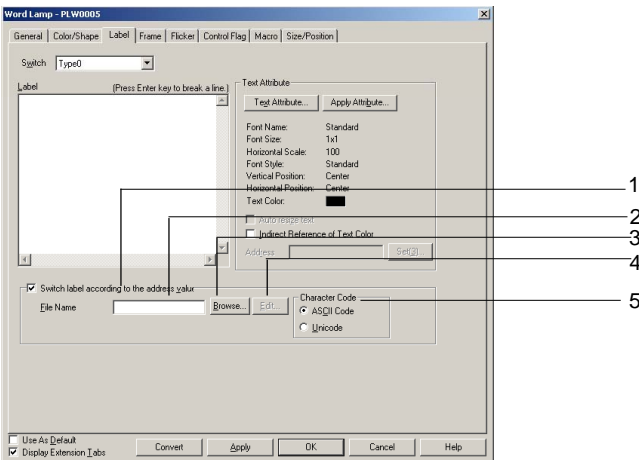 Word Lamp - PLW0005
General Color/Shape Label Frame Flicker Control Flag Macro Size/Position
Switch Type0
Label (Press Enter key to break a line.)
Text Attribute
Text Attribute... Apply Attribute...
Font Name: Standard
Font Size: 1x1
Horizontal Scale: 100
Font Style: Standard
Vertical Position: Center
Horizontal Position: Center
Text Color:
Auto resize text
Indirect Reference of Text Color
Address Set(3)...
1
2
3
4
5
Switch label according to the address value
File Name Browse... Edit...
Character Code
ASCII Code
Unicode
Use As Default
Display Extension Tabs
Convert Apply OK Cancel Help